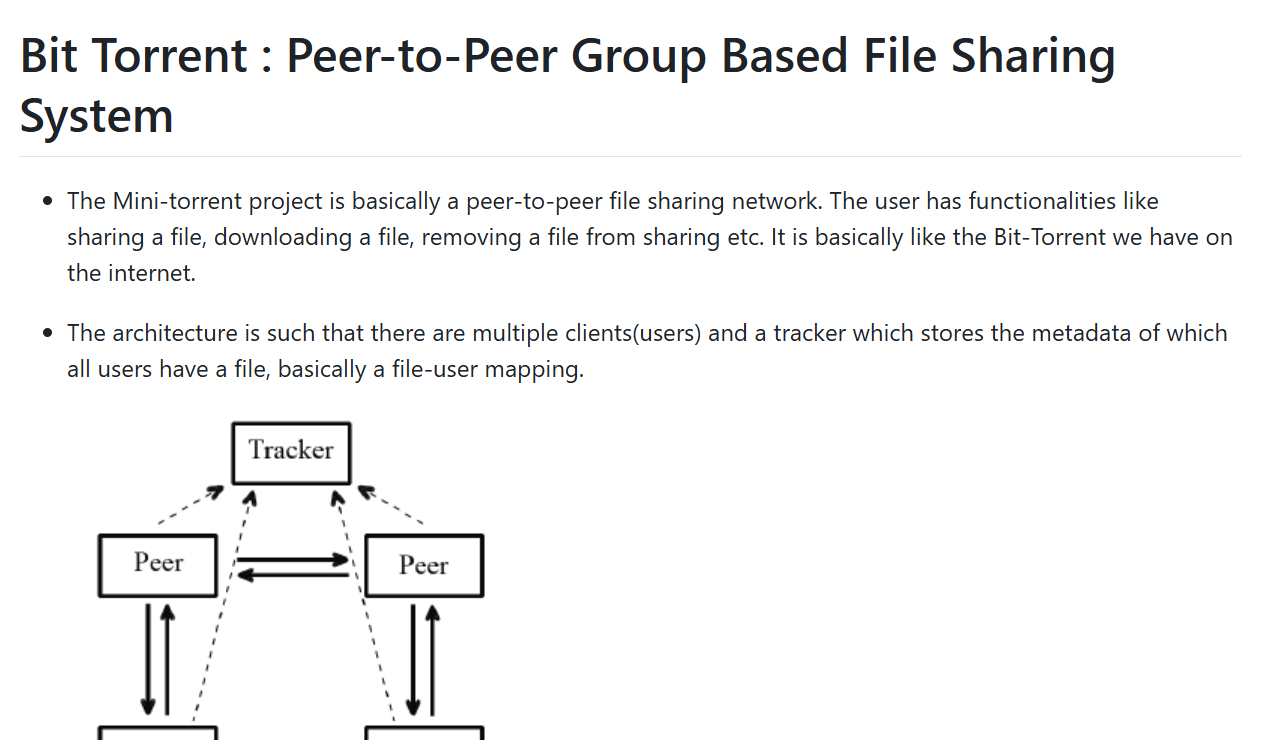 Bit Torrent : Peer-to-Peer Group Based File Sharing
System
The Mini-torrent project is basically a peer-to-peer file sharing network. The user has functionalities like
sharing a file, downloading a file, removing a file from sharing etc. It is basically like the Bit-Torrent we have on
the internet.
The architecture is such that there are multiple clients(users) and a tracker which stores the metadata of which
all users have a file, basically a file-user mapping.
Tracker
Peer
Peer